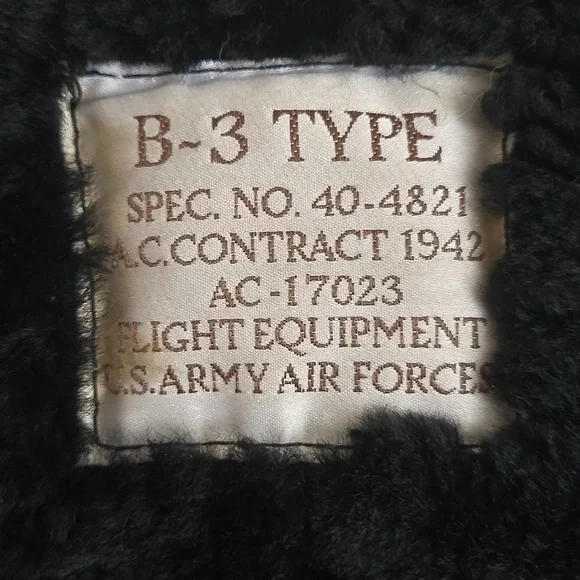 B-3 TYPE
SPEC. NO. 40-4821
A.C.CONTRACT 1942
AC-17023
FLIGHT EQUIPMENT
U.S.ARMY AIR FORCES